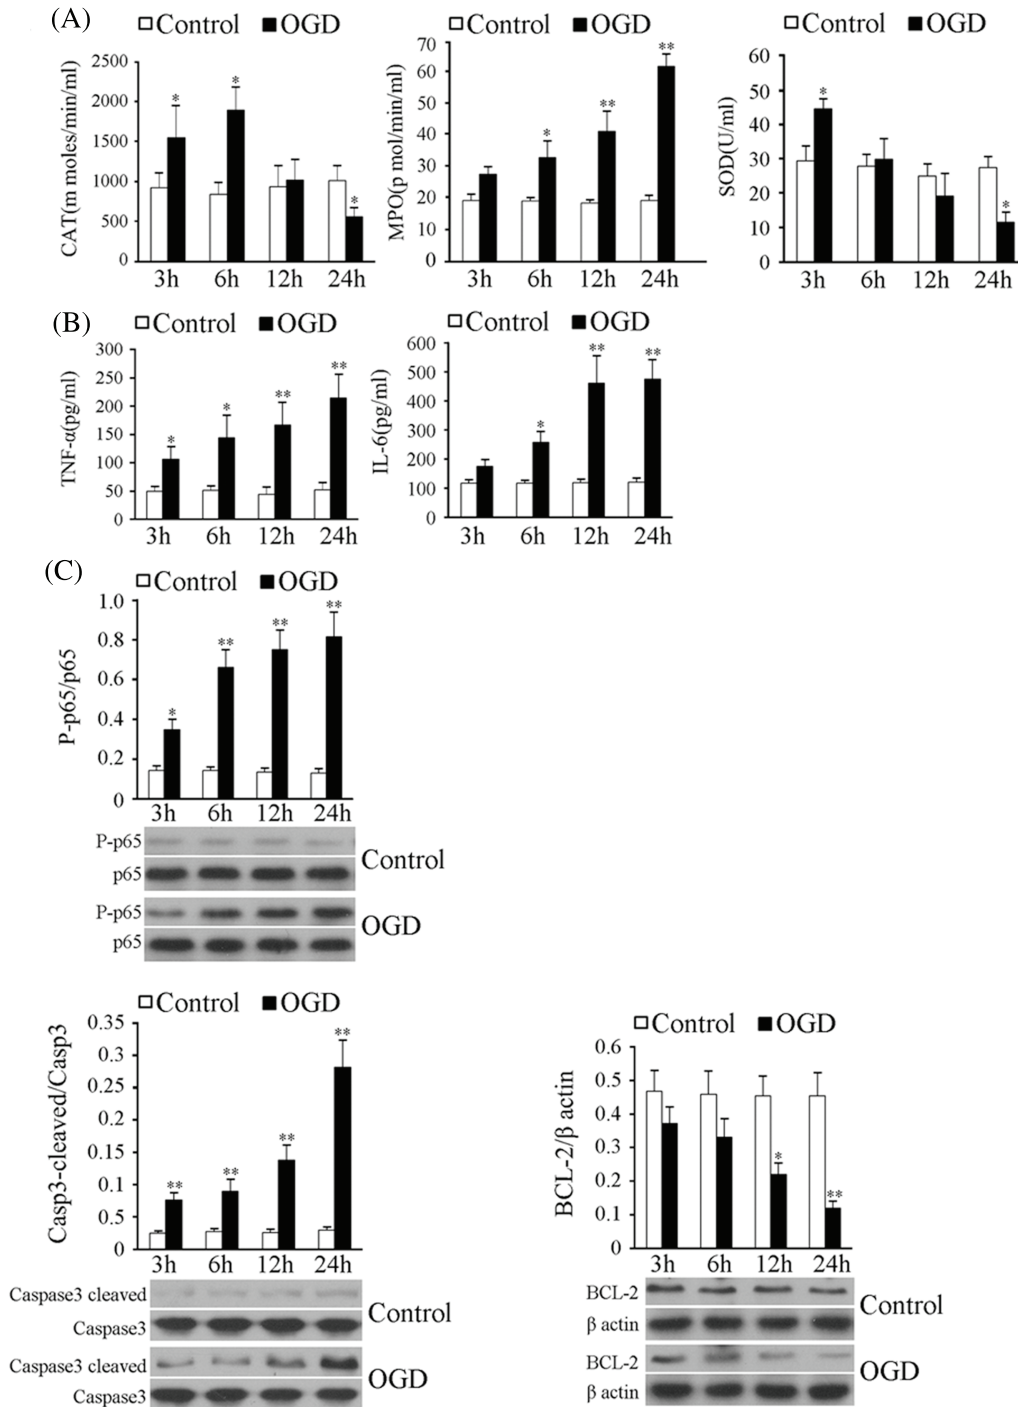 (A)
Control OGD
CAT(m moles/min/ml)
2500
2000
1500
1000
500
0
* * *
3h 6h 12h 24h
Control OGD
MPO(p mol/min/ml)
70
60
50
40
30
20
10
0
* ** **
3h 6h 12h 24h
Control OGD
SOD(U/ml)
60
50
40
30
20
10
0
* *
3h 6h 12h 24h
(B)
Control OGD
TNF-α(pg/ml)
300
250
200
150
100
50
0
* * ** **
3h 6h 12h 24h
Control OGD
IL-6(pg/ml)
600
500
400
300
200
100
0
* ** **
3h 6h 12h 24h
(C)
Control OGD
P-p65/p65
1.0
0.8
0.6
0.4
0.2
0
* ** ** **
3h 6h 12h 24h
P-p65
p65
Control
P-p65
p65
OGD
Control OGD
Casp3-cleaved/Casp3
0.35
0.3
0.25
0.2
0.15
0.1
0.5
0
** ** ** **
3h 6h 12h 24h
Caspase3 cleaved
Caspase3
Control
Caspase3 cleaved
Caspase3
OGD
Control OGD
BCL-2/β actin
0.6
0.5
0.4
0.3
0.2
0.1
0
* **
3h 6h 12h 24h
BCL-2
β actin
Control
BCL-2
β actin
OGD